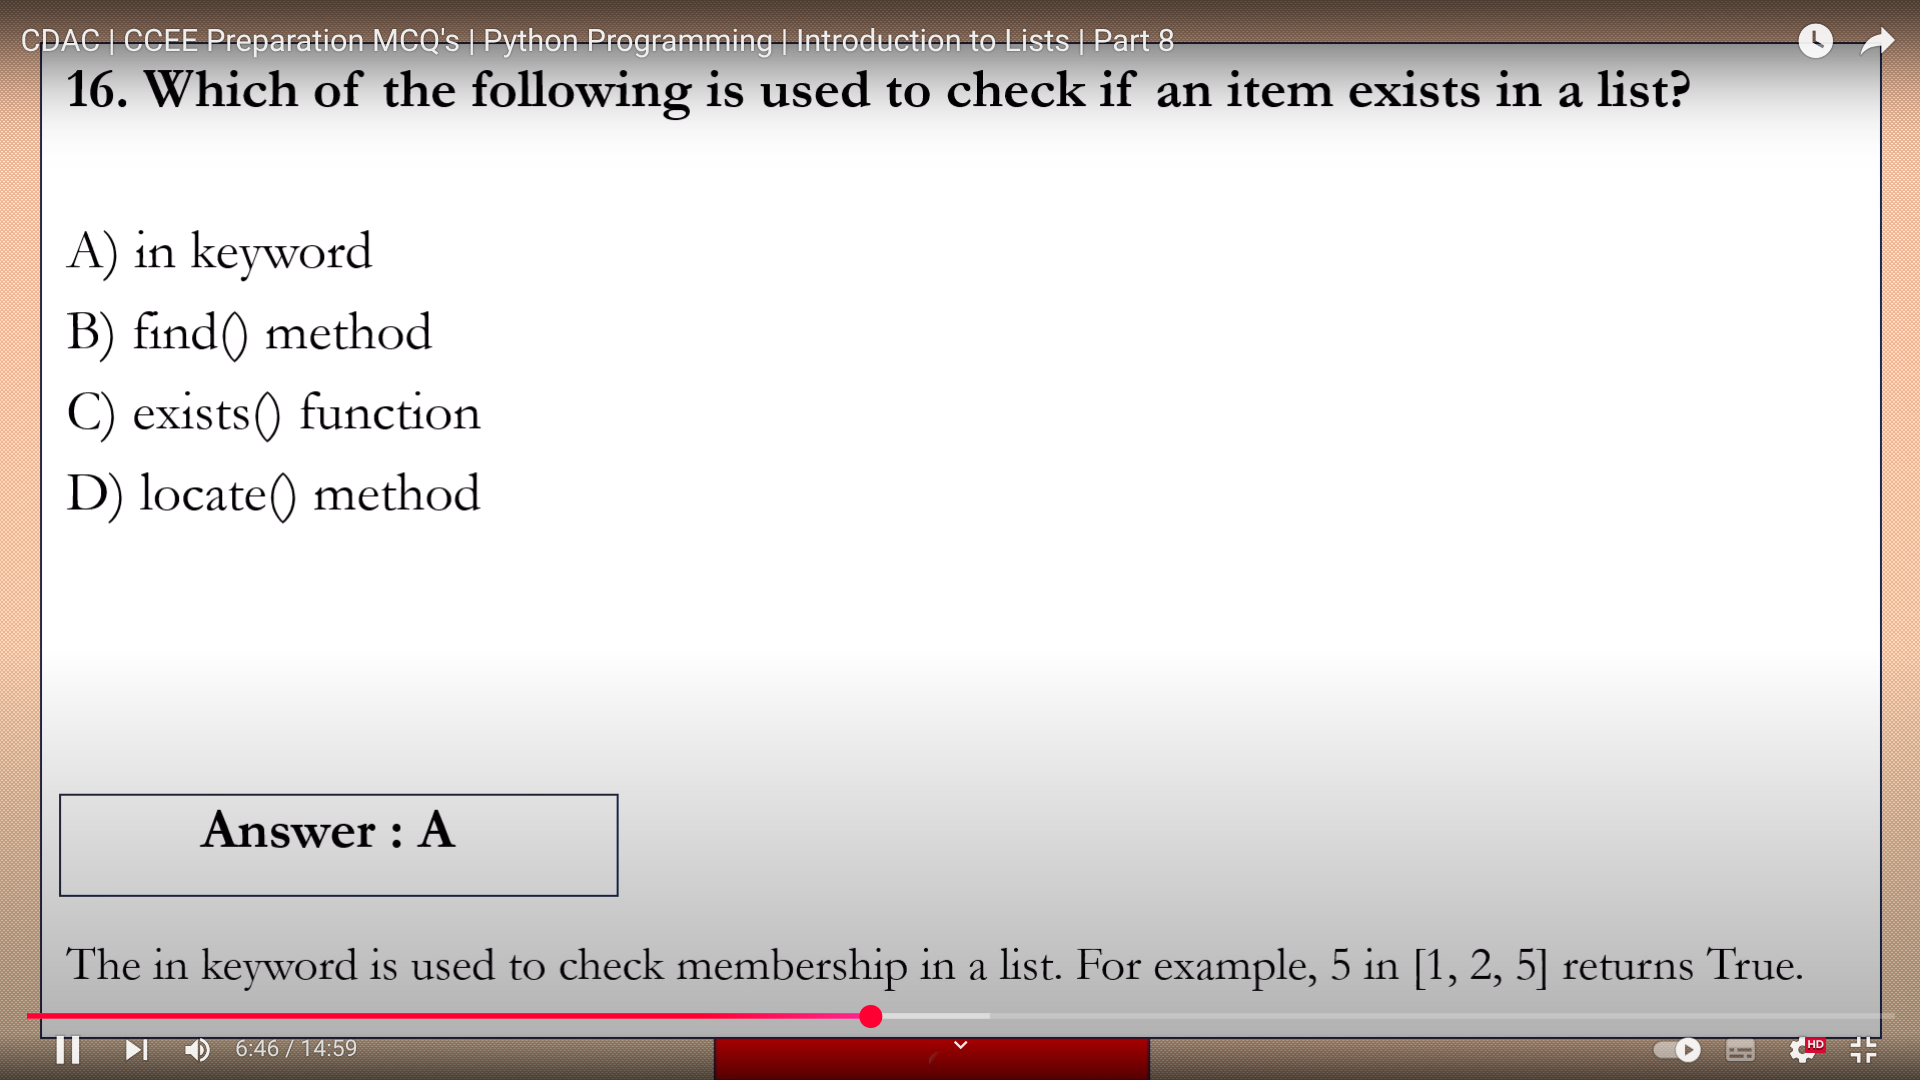 CDAC | CCEE Preparation MCQ's | Python Programming | Introduction to Lists | Part 8
16. Which of the following is used to check if an item exists in a list?
A) in keyword
B) find() method
C) exists() function
D) locate() method
Answer : A
The in keyword is used to check membership in a list. For example, 5 in [1, 2, 5] returns True.
6:46 / 14:59
HD